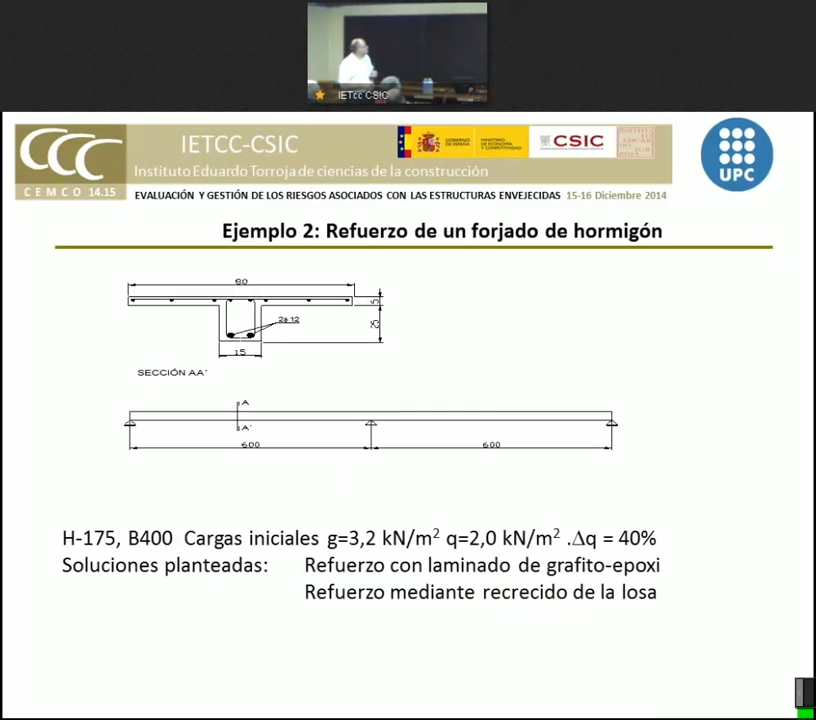 IETcc CSIC
CCC
CEMCO 14.15
IETCC-CSIC
Instituto Eduardo Torroja de ciencias de la construcción
GOBIERNO DE ESPAÑA
MINISTERIO DE ECONOMÍA Y COMPETITIVIDAD
CSIC
UPC
EVALUACIÓN Y GESTIÓN DE LOS RIESGOS ASOCIADOS CON LAS ESTRUCTURAS ENVEJECIDAS 15-16 Diciembre 2014
Ejemplo 2: Refuerzo de un forjado de hormigón
80
5
2ϕ12
25
15
SECCIÓN AA'
A
A'
600
600
H-175, B400 Cargas iniciales g=3,2 kN/m² q=2,0 kN/m² .Δq = 40%
Soluciones planteadas: Refuerzo con laminado de grafito-epoxi
Refuerzo mediante recrecido de la losa